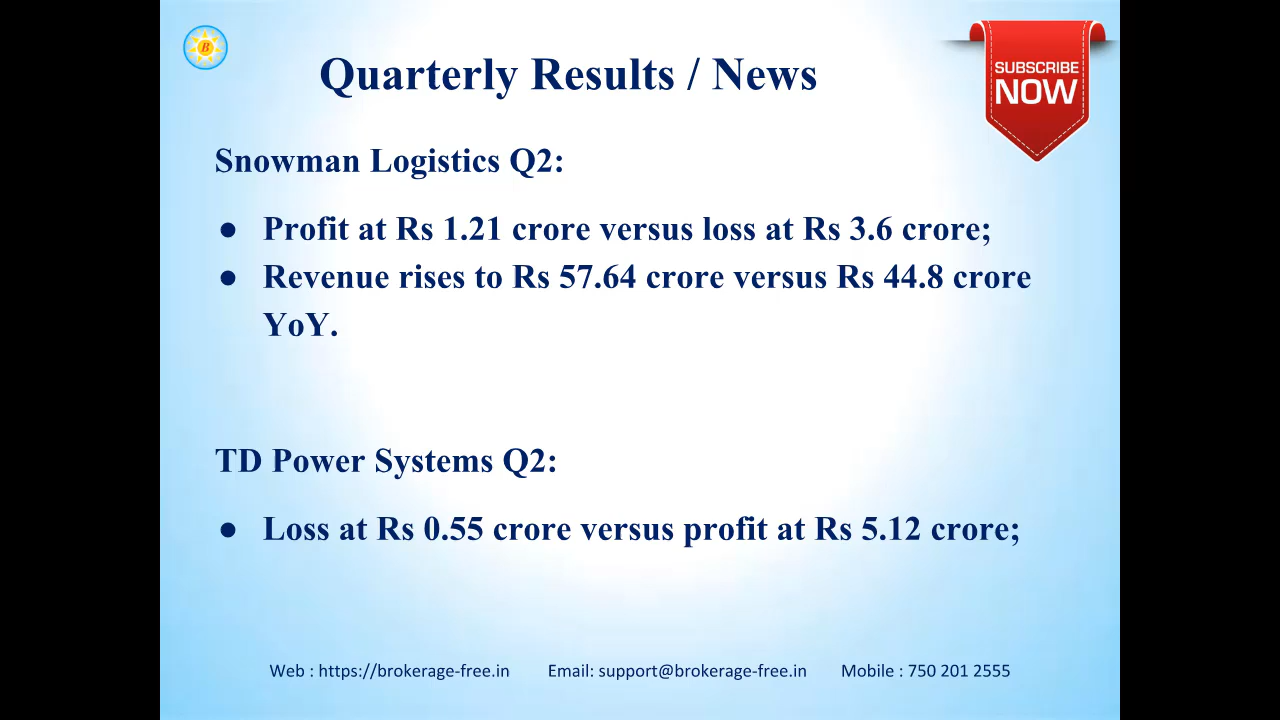 B
Quarterly Results / News
SUBSCRIBE
NOW
Snowman Logistics Q2:
● Profit at Rs 1.21 crore versus loss at Rs 3.6 crore;
● Revenue rises to Rs 57.64 crore versus Rs 44.8 crore
YoY.
TD Power Systems Q2:
● Loss at Rs 0.55 crore versus profit at Rs 5.12 crore;
Web : https://brokerage-free.in Email: support@brokerage-free.in Mobile : 750 201 2555